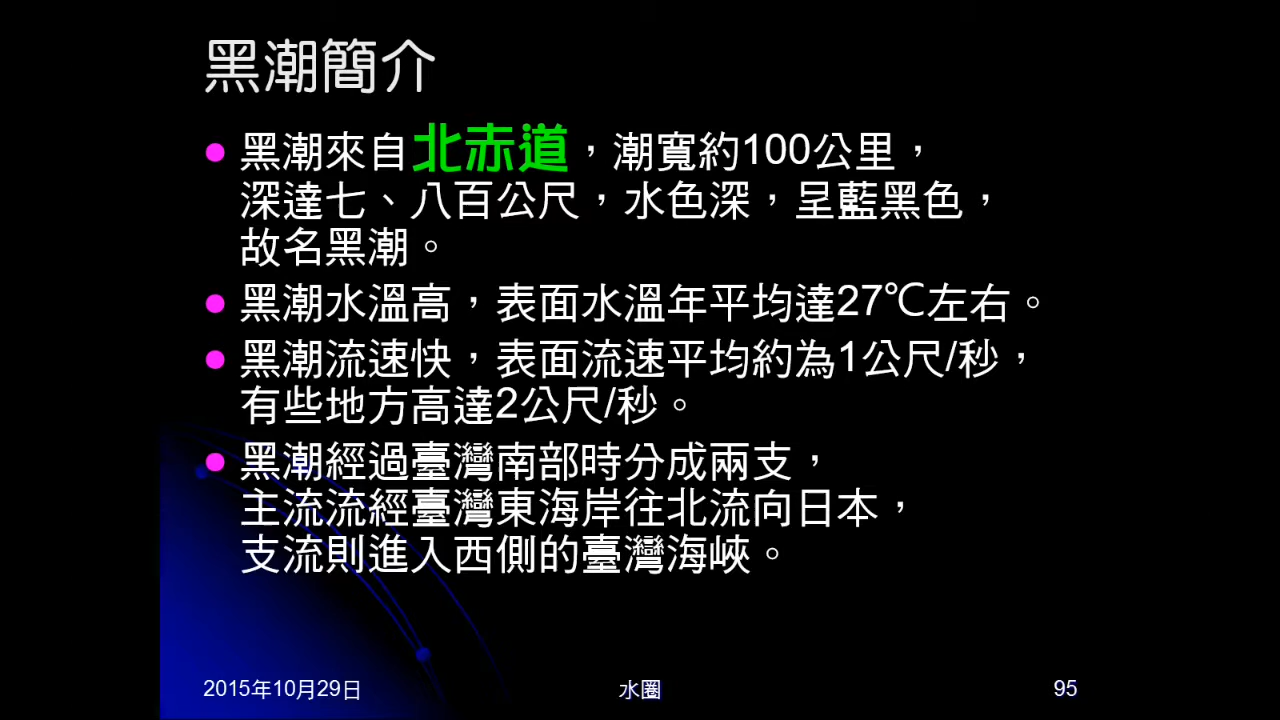 黑潮簡介
黑潮來自北赤道，潮寬約100公里，
深達七、八百公尺，水色深，呈藍黑色，
故名黑潮。
黑潮水溫高，表面水溫年平均達27℃左右。
黑潮流速快，表面流速平均約為1公尺/秒，
有些地方高達2公尺/秒。
黑潮經過臺灣南部時分成兩支，
主流流經臺灣東海岸往北流向日本，
支流則進入西側的臺灣海峽。
2015年10月29日
水圈
95